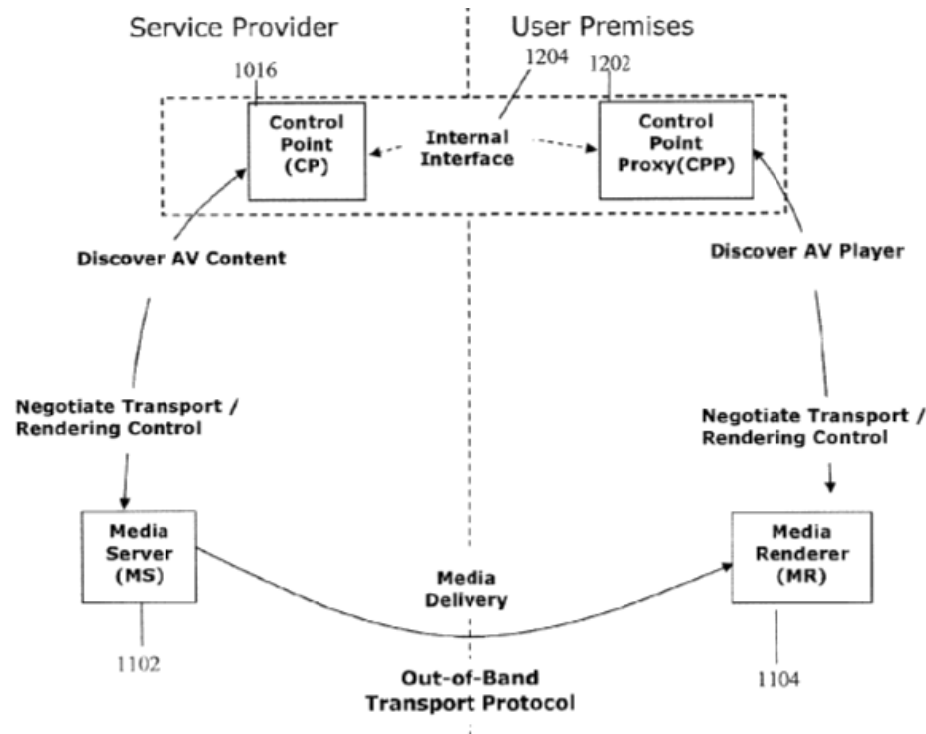 Service Provider
User Premises
1204
1016
1202
Control
Point
(CP)
Internal
Interface
Control
Point
Proxy(CPP)
Discover AV Content
Discover AV Player
Negotiate Transport /
Rendering Control
Negotiate Transport /
Rendering Control
Media
Server
(MS)
Media
Delivery
Media
Renderer
(MR)
1102
1104
Out-of-Band
Transport Protocol